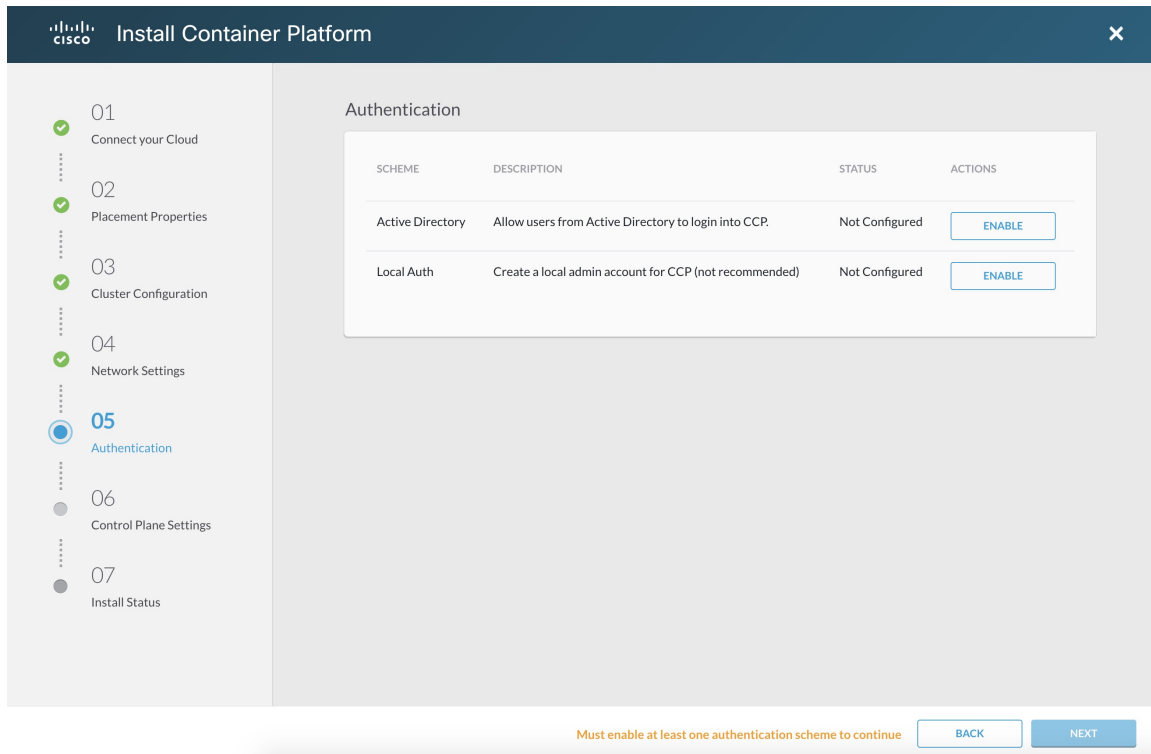 CISCO
Install Container Platform
01
Connect your Cloud
02
Placement Properties
03
Cluster Configuration
04
Network Settings
05
Authentication
06
Control Plane Settings
07
Install Status
Authentication
SCHEME DESCRIPTION STATUS ACTIONS
Active Directory Allow users from Active Directory to login into CCP. Not Configured ENABLE
Local Auth Create a local admin account for CCP (not recommended) Not Configured ENABLE
Must enable at least one authentication scheme to continue BACK NEXT